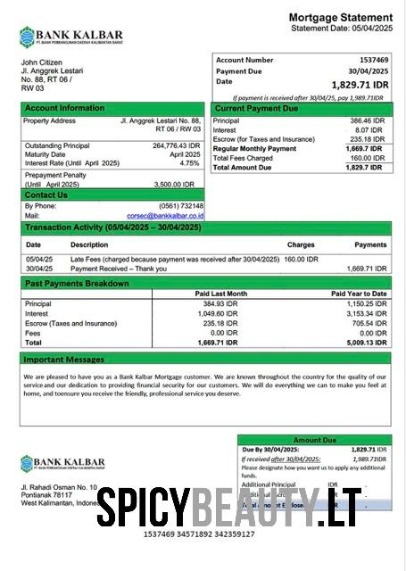 Mortgage Statement
Statement Date: 05/04/2025
BANK KALBAR
PT. BANK PEMBANGUNAN DAERAH KALIMANTAN BARAT
John Citizen
Jl. Anggrek Lestari
No. 88, RT 06 /
RW 03
Account Number 1537469
Payment Due 30/04/2025
Date 1,829.71 IDR
If payment is received after 30/04/25, pay 1,989.71IDR
Account Information
Property Address Jl. Anggrek Lestari No. 88,
RT 06 / RW 03
Outstanding Principal 264,776.43 IDR
Maturity Date April 2025
Interest Rate (Until April 2025) 4.75%
Prepayment Penalty
(Until April 2025) 3,500.00 IDR
Contact Us
By Phone: (0561) 732148
Mail: corsec@bankkalbar.co.id
Current Payment Due
Principal 386.46 IDR
Interest 8.07 IDR
Escrow (for Taxes and Insurance) 235.18 IDR
Regular Monthly Payment 1,669.7 IDR
Total Fees Charged 160.00 IDR
Total Amount Due 1,829.7 IDR
Transaction Activity (05/04/2025 – 30/04/2025)
Date Description Charges Payments
05/04/25 Late Fees (charged because payment was received after 30/04/2025) 160.00 IDR
30/04/25 Payment Received – Thank you 1,669.71 IDR
Past Payments Breakdown
Paid Last Month Paid Year to Date
Principal 384.93 IDR 1,150.25 IDR
Interest 1,049.60 IDR 3,153.34 IDR
Escrow (Taxes and Insurance) 235.18 IDR 705.54 IDR
Fees 0.00 IDR 0.00 IDR
Total 1,669.71 IDR 5,009.13 IDR
Important Messages
We are pleased to have you as a Bank Kalbar Mortgage customer. We are known throughout the country for the quality of our
service and our dedication to providing financial security for our customers. We will do everything we can to make you feel at
home, and toensure you receive the friendly, professional service you deserve.
BANK KALBAR
PT. BANK PEMBANGUNAN DAERAH KALIMANTAN BARAT
Jl. Rahadi Osman No. 10
Pontianak 78117
West Kalimantan, Indonesia
Amount Due
Due By 30/04/2025: 1,829.71 IDR
If received after 30/04/2025: 1,989.71IDR
Please designate how you want us to apply any additional
funds.
Additional Principal IDR
Additional IDR
Total Amount Enclosed
SPICYBEAUTY.LT
1537469 34571892 342359127